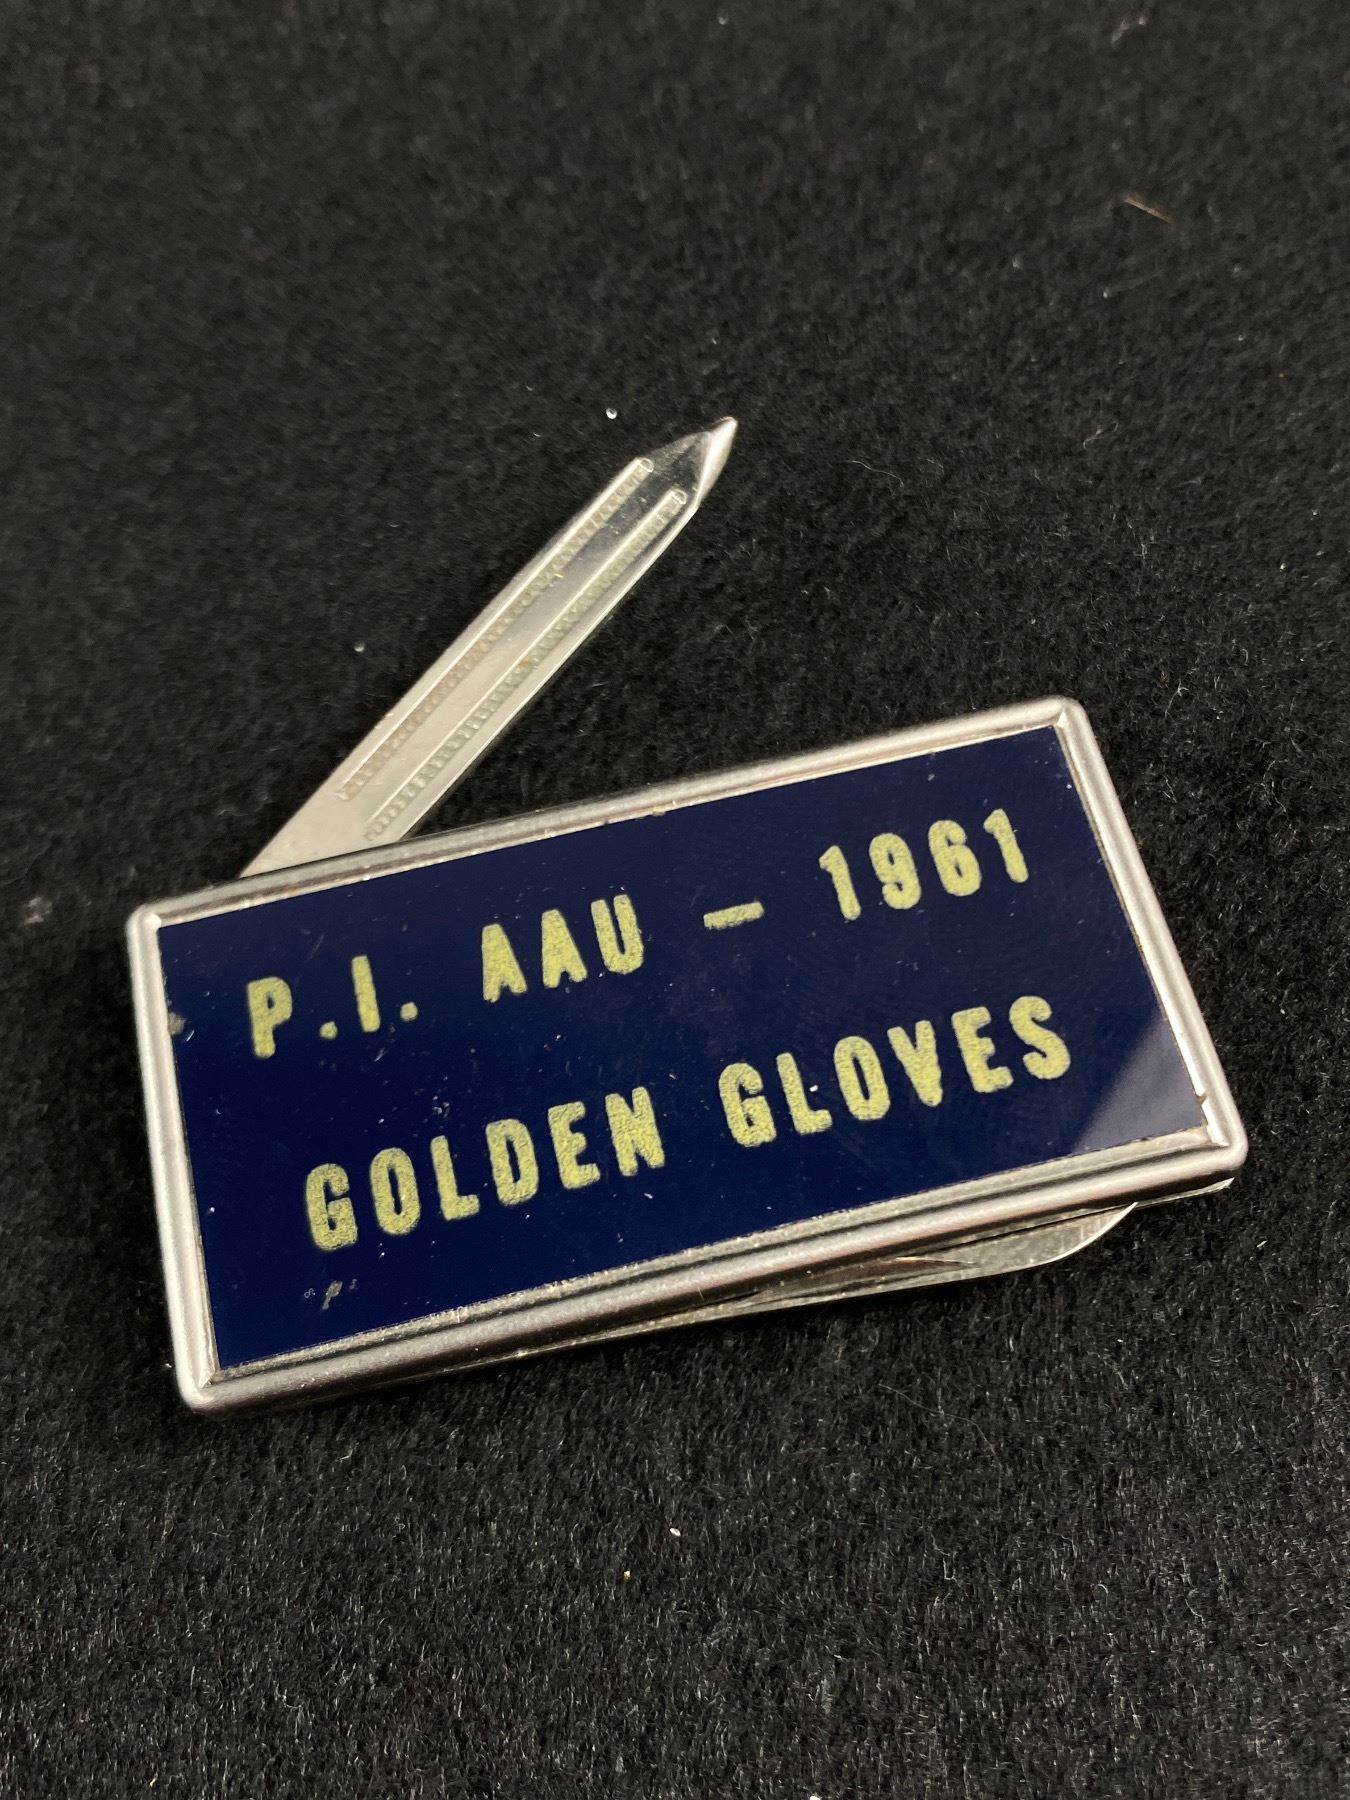 P.I. AAU – 1961
GOLDEN GLOVES